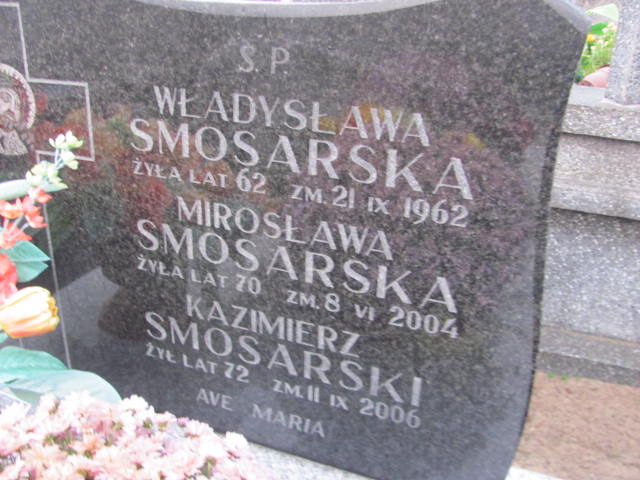 S.P.
WŁADYSŁAWA
SMOSARSKA
ŻYŁA LAT 62 ZM. 21 IX 1962
MIROSŁAWA
SMOSARSKA
ŻYŁA LAT 70 ZM. 8 VI 2004
KAZIMIERZ
SMOSARSKI
ŻYŁ LAT 72 ZM. 11 IX 2006
AVE MARIA